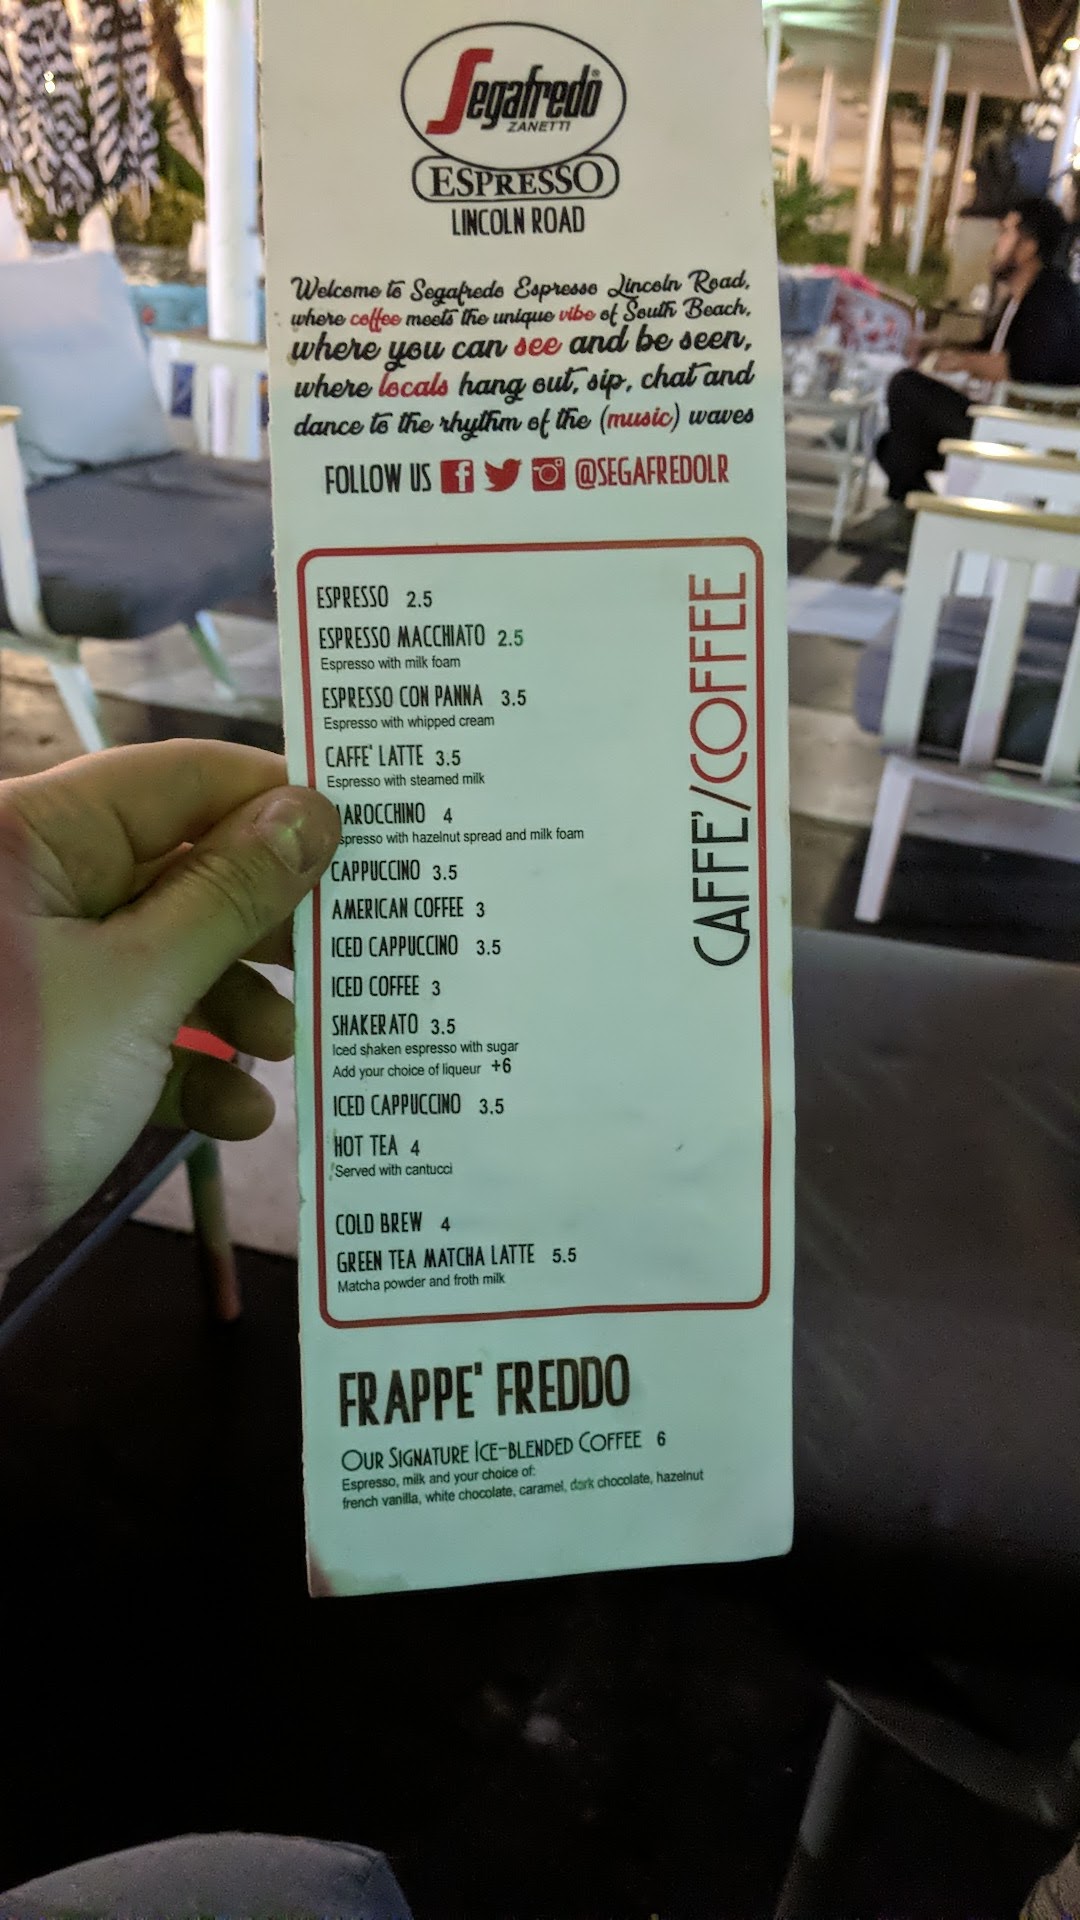 Segafredo®
ZANETTI
ESPRESSO
LINCOLN ROAD
Welcome to Segafredo Espresso Lincoln Road,
where coffee meets the unique vibe of South Beach,
where you can see and be seen,
where locals hang out, sip, chat and
dance to the rhythm of the (music) waves
FOLLOW US @SEGAFREDOLR
CAFFE'/COFFEE
ESPRESSO 2.5
ESPRESSO MACCHIATO 2.5
Espresso with milk foam
ESPRESSO CON PANNA 3.5
Espresso with whipped cream
CAFFE' LATTE 3.5
Espresso with steamed milk
AROCCHINO 4
spresso with hazelnut spread and milk foam
CAPPUCCINO 3.5
AMERICAN COFFEE 3
ICED CAPPUCCINO 3.5
ICED COFFEE 3
SHAKERATO 3.5
Iced shaken espresso with sugar
Add your choice of liqueur +6
ICED CAPPUCCINO 3.5
HOT TEA 4
Served with cantucci
COLD BREW 4
GREEN TEA MATCHA LATTE 5.5
Matcha powder and froth milk
FRAPPE' FREDDO
OUR SIGNATURE ICE-BLENDED COFFEE 6
Espresso, milk and your choice of:
french vanilla, white chocolate, caramel, dark chocolate, hazelnut